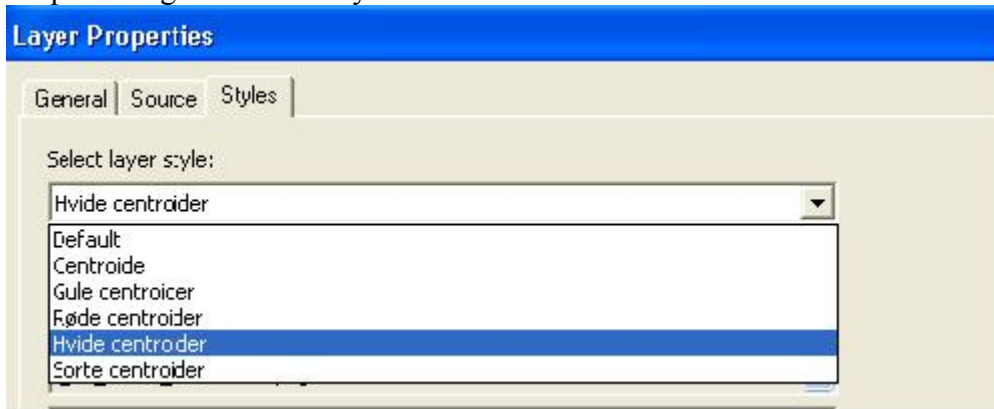 Layer Properties
General Source Styles
Select layer style:
Hvide centroider
Default
Centroide
Gule centroider
Røde centroider
Hvide centroider
Sorte centroider